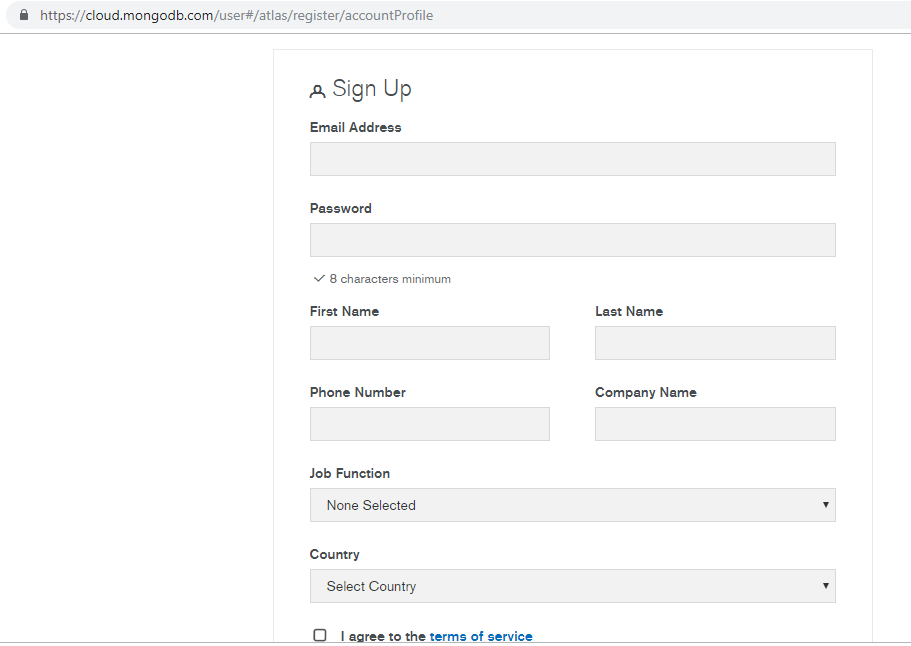 https://cloud.mongodb.com/user#/atlas/register/accountProfile
Sign Up
Email Address
Password
8 characters minimum
First Name Last Name
Phone Number Company Name
Job Function
None Selected
Country
Select Country
I agree to the terms of service